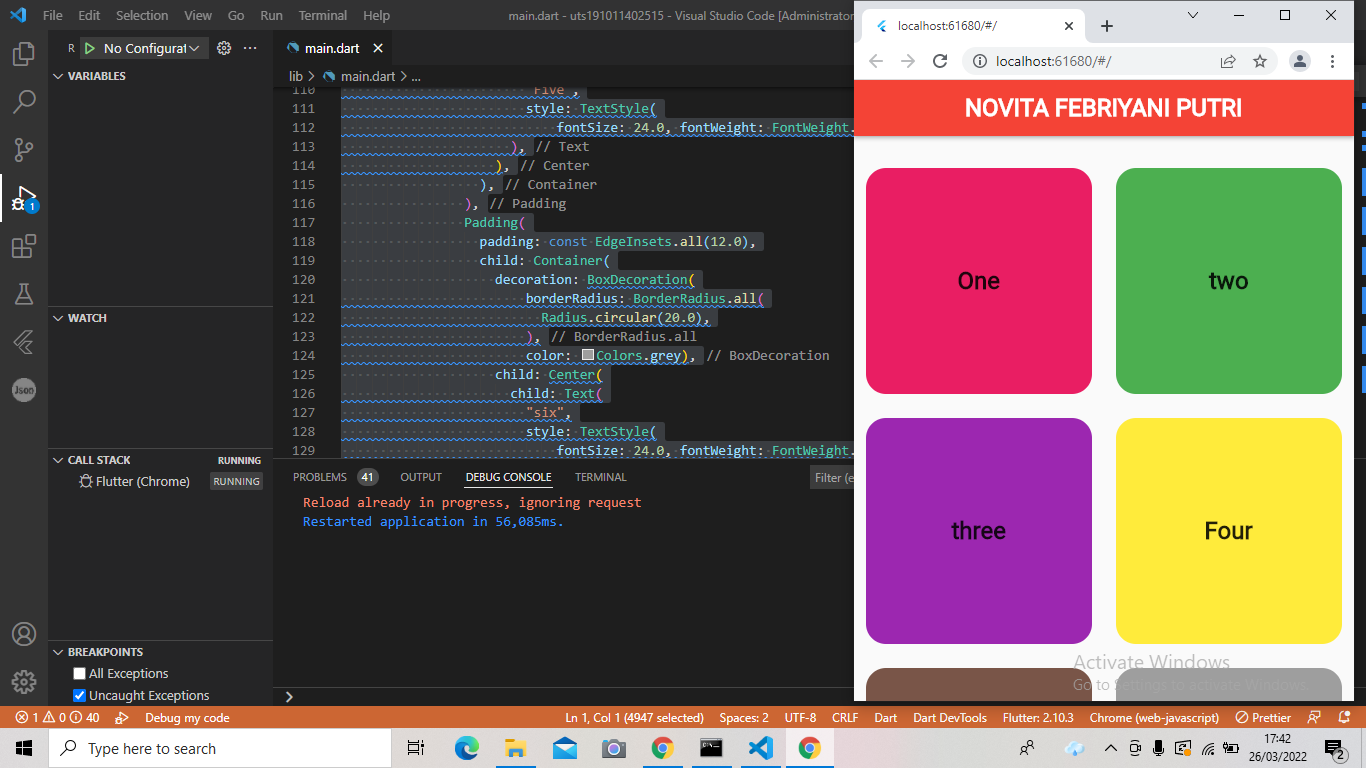 File Edit Selection View Go Run Terminal Help
main.dart - uts191011402515 - Visual Studio Code [Administrator
R No Configurat
VARIABLES
WATCH
CALL STACK RUNNING
Flutter (Chrome) RUNNING
BREAKPOINTS
All Exceptions
Uncaught Exceptions
main.dart
lib > main.dart > ...
110 Five",
111 style: TextStyle(
112 fontSize: 24.0, fontWeight: FontWeight.
113 ), // Text
114 ), // Center
115 ), // Container
116 ), // Padding
117 Padding(
118 padding: const EdgeInsets.all(12.0),
119 child: Container(
120 decoration: BoxDecoration(
121 borderRadius: BorderRadius.all(
122 Radius.circular(20.0),
123 ), // BorderRadius.all
124 color: Colors.grey), // BoxDecoration
125 child: Center(
126 child: Text(
127 "six",
128 style: TextStyle(
129 fontSize: 24.0, fontWeight: FontWeight.
PROBLEMS 41 OUTPUT DEBUG CONSOLE TERMINAL Filter (e
Reload already in progress, ignoring request
Restarted application in 56,085ms.
localhost:61680/#/
localhost:61680/#/
NOVITA FEBRIYANI PUTRI
One
two
three
Four
Activate Windows
Go to Settings to activate Windows.
1 0 40 Debug my code Ln 1, Col 1 (4947 selected) Spaces: 2 UTF-8 CRLF Dart Dart DevTools Flutter: 2.10.3 Chrome (web-javascript) Prettier
1
Json
Type here to search
17:42
26/03/2022
2